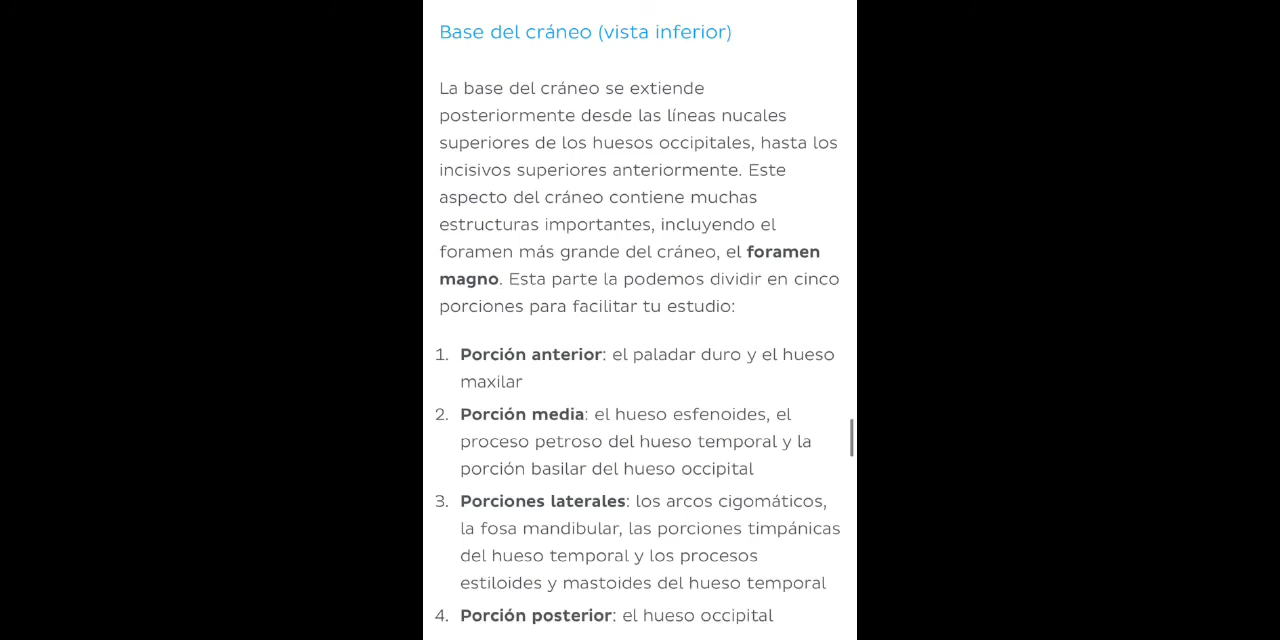 Base del cráneo (vista inferior)
La base del cráneo se extiende
posteriormente desde las líneas nucales
superiores de los huesos occipitales, hasta los
incisivos superiores anteriormente. Este
aspecto del cráneo contiene muchas
estructuras importantes, incluyendo el
foramen más grande del cráneo, el foramen
magno. Esta parte la podemos dividir en cinco
porciones para facilitar tu estudio:
1. Porción anterior: el paladar duro y el hueso
maxilar
2. Porción media: el hueso esfenoides, el
proceso petroso del hueso temporal y la
porción basilar del hueso occipital
3. Porciones laterales: los arcos cigomáticos,
la fosa mandibular, las porciones timpánicas
del hueso temporal y los procesos
estiloides y mastoides del hueso temporal
4. Porción posterior: el hueso occipital